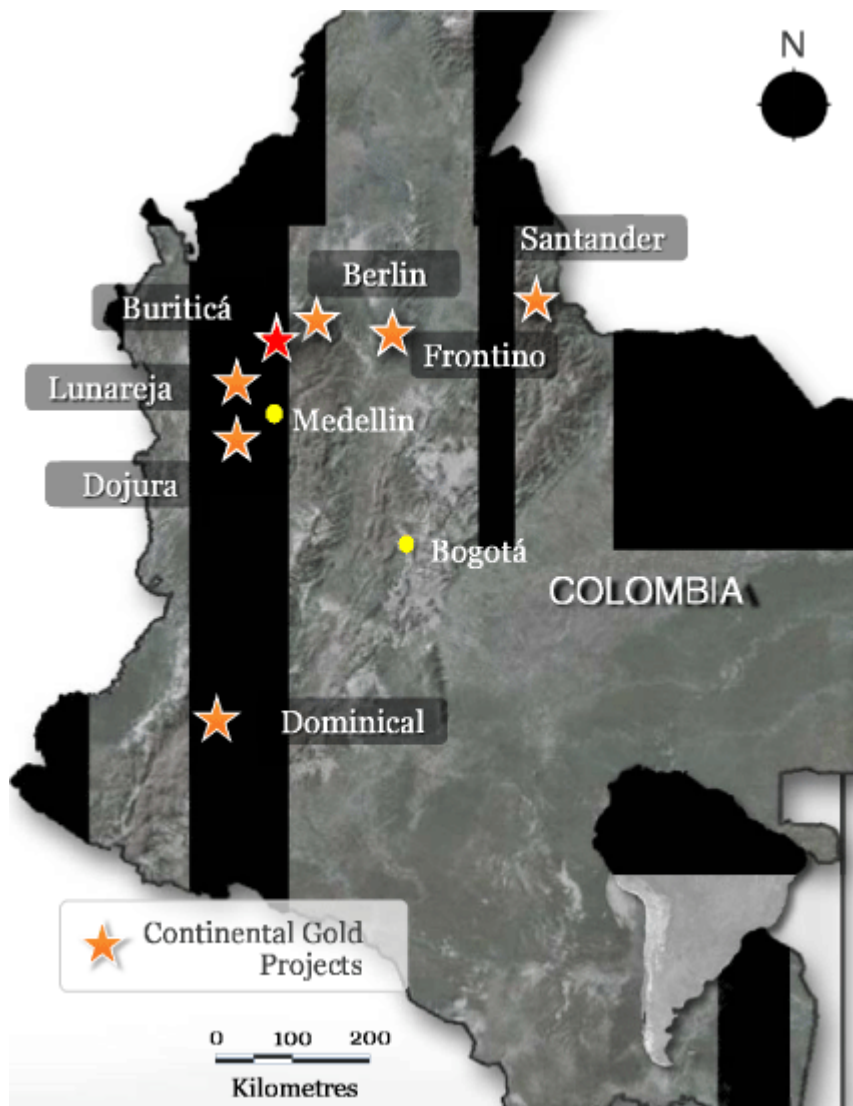 N
Santander
Berlin
Buriticá
Frontino
Lunareja
Medellin
Dojura
Bogotá
COLOMBIA
Dominical
Continental Gold
Projects
0 100 200
Kilometres